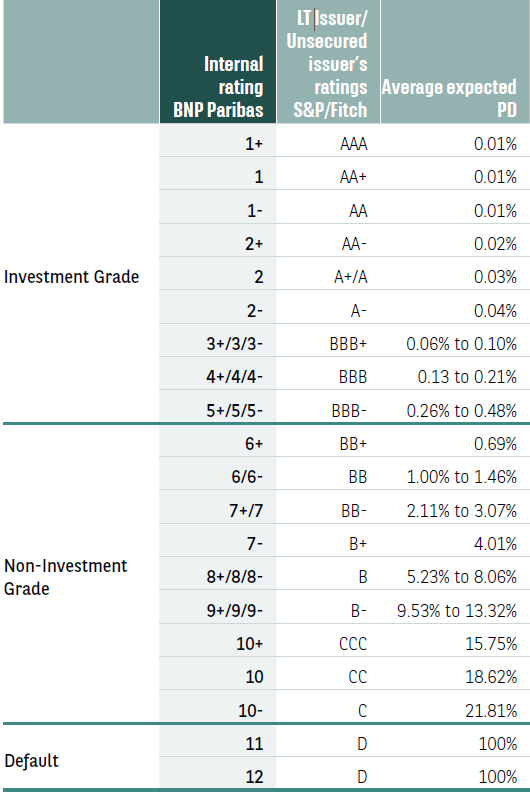 Internal rating BNP Paribas
LT Issuer/ Unsecured issuer's ratings S&P/Fitch
Average expected PD
Investment Grade
1+ AAA 0.01%
1 AA+ 0.01%
1- AA 0.01%
2+ AA- 0.02%
2 A+/A 0.03%
2- A- 0.04%
3+/3/3- BBB+ 0.06% to 0.10%
4+/4/4- BBB 0.13 to 0.21%
5+/5/5- BBB- 0.26% to 0.48%
Non-Investment Grade
6+ BB+ 0.69%
6/6- BB 1.00% to 1.46%
7+/7 BB- 2.11% to 3.07%
7- B+ 4.01%
8+/8/8- B 5.23% to 8.06%
9+/9/9- B- 9.53% to 13.32%
10+ CCC 15.75%
10 CC 18.62%
10- C 21.81%
Default
11 D 100%
12 D 100%